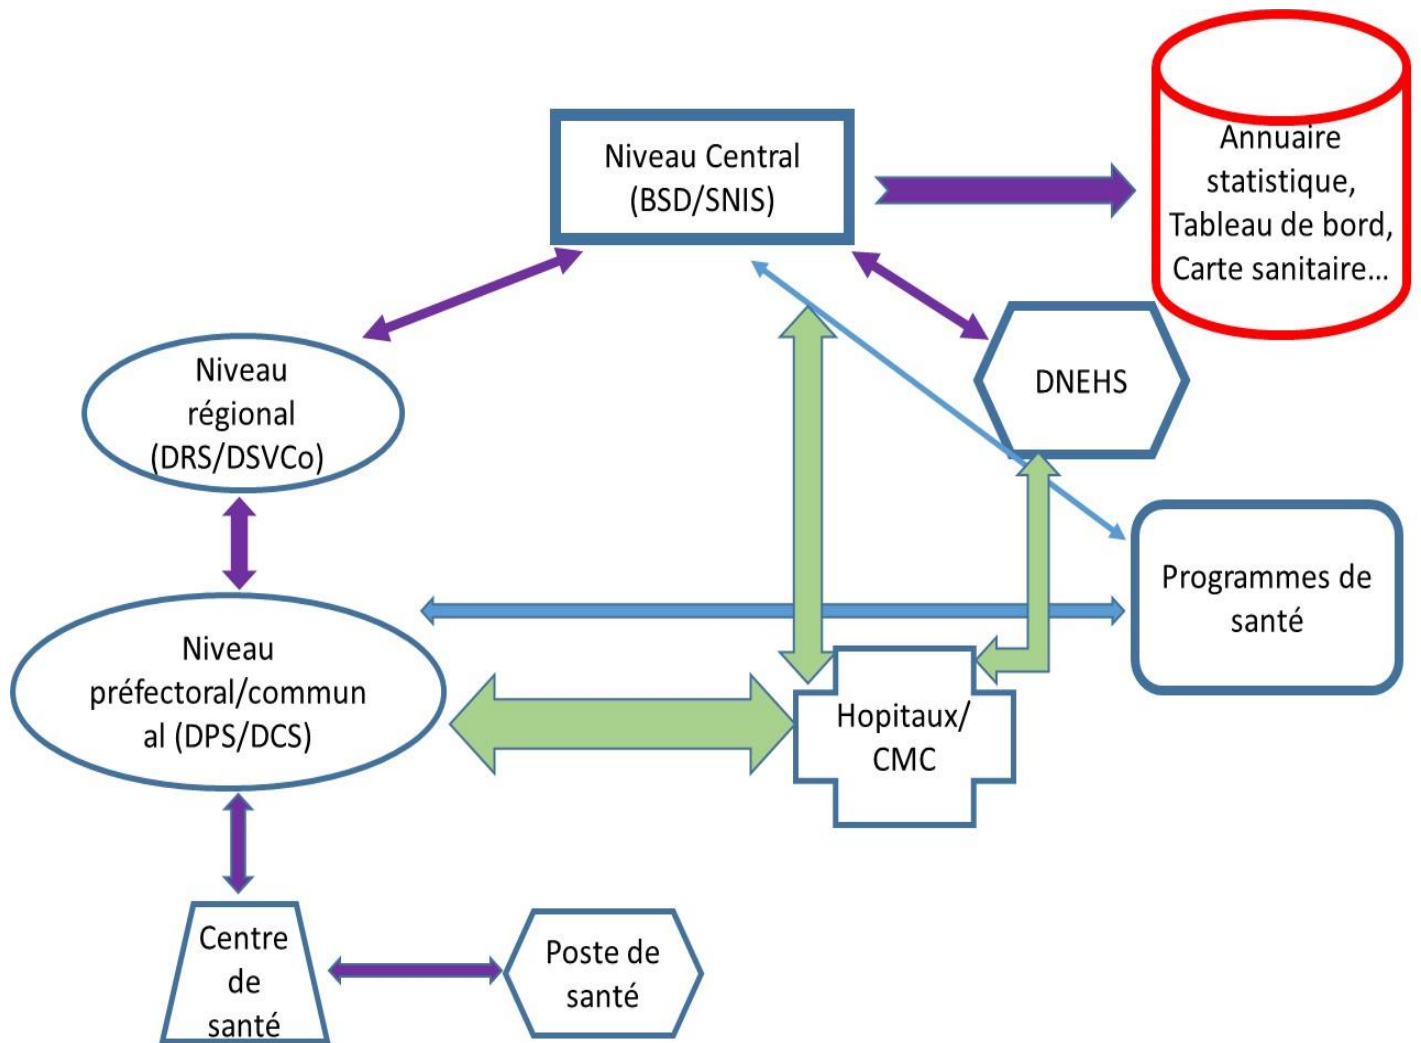 Niveau Central
(BSD/SNIS)
Annuaire
statistique,
Tableau de bord,
Carte sanitaire...
Niveau
régional
(DRS/DSVCo)
DNEHS
Programmes de
santé
Niveau
préfectoral/commun
al (DPS/DCS)
Hopitaux/
CMC
Centre
de
santé
Poste de
santé